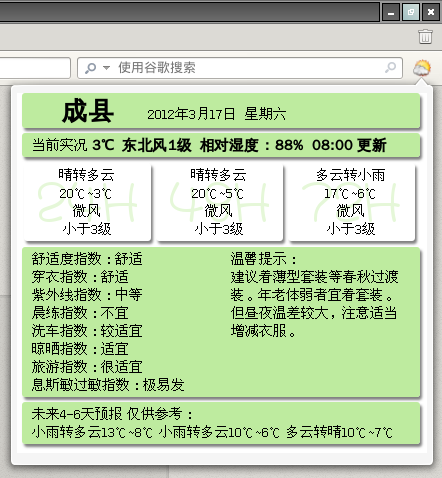 使用谷歌搜索
成县 2012年3月17日 星期六
当前实况 3℃ 东北风1级 相对湿度：88% 08:00 更新
晴转多云 晴转多云 多云转小雨
20℃~3℃ 20℃~5℃ 17℃~6℃
微风 微风 微风
小于3级 小于3级 小于3级
舒适度指数：舒适
穿衣指数：舒适
紫外线指数：中等
晨练指数：不宜
洗车指数：较适宜
晾晒指数：适宜
旅游指数：很适宜
息斯敏过敏指数：极易发
温馨提示：
建议着薄型套装等春秋过渡
装。年老体弱者宜着套装。
但昼夜温差较大，注意适当
增减衣服。
未来4-6天预报 仅供参考：
小雨转多云13℃~8℃ 小雨转多云10℃~6℃ 多云转晴10℃~7℃